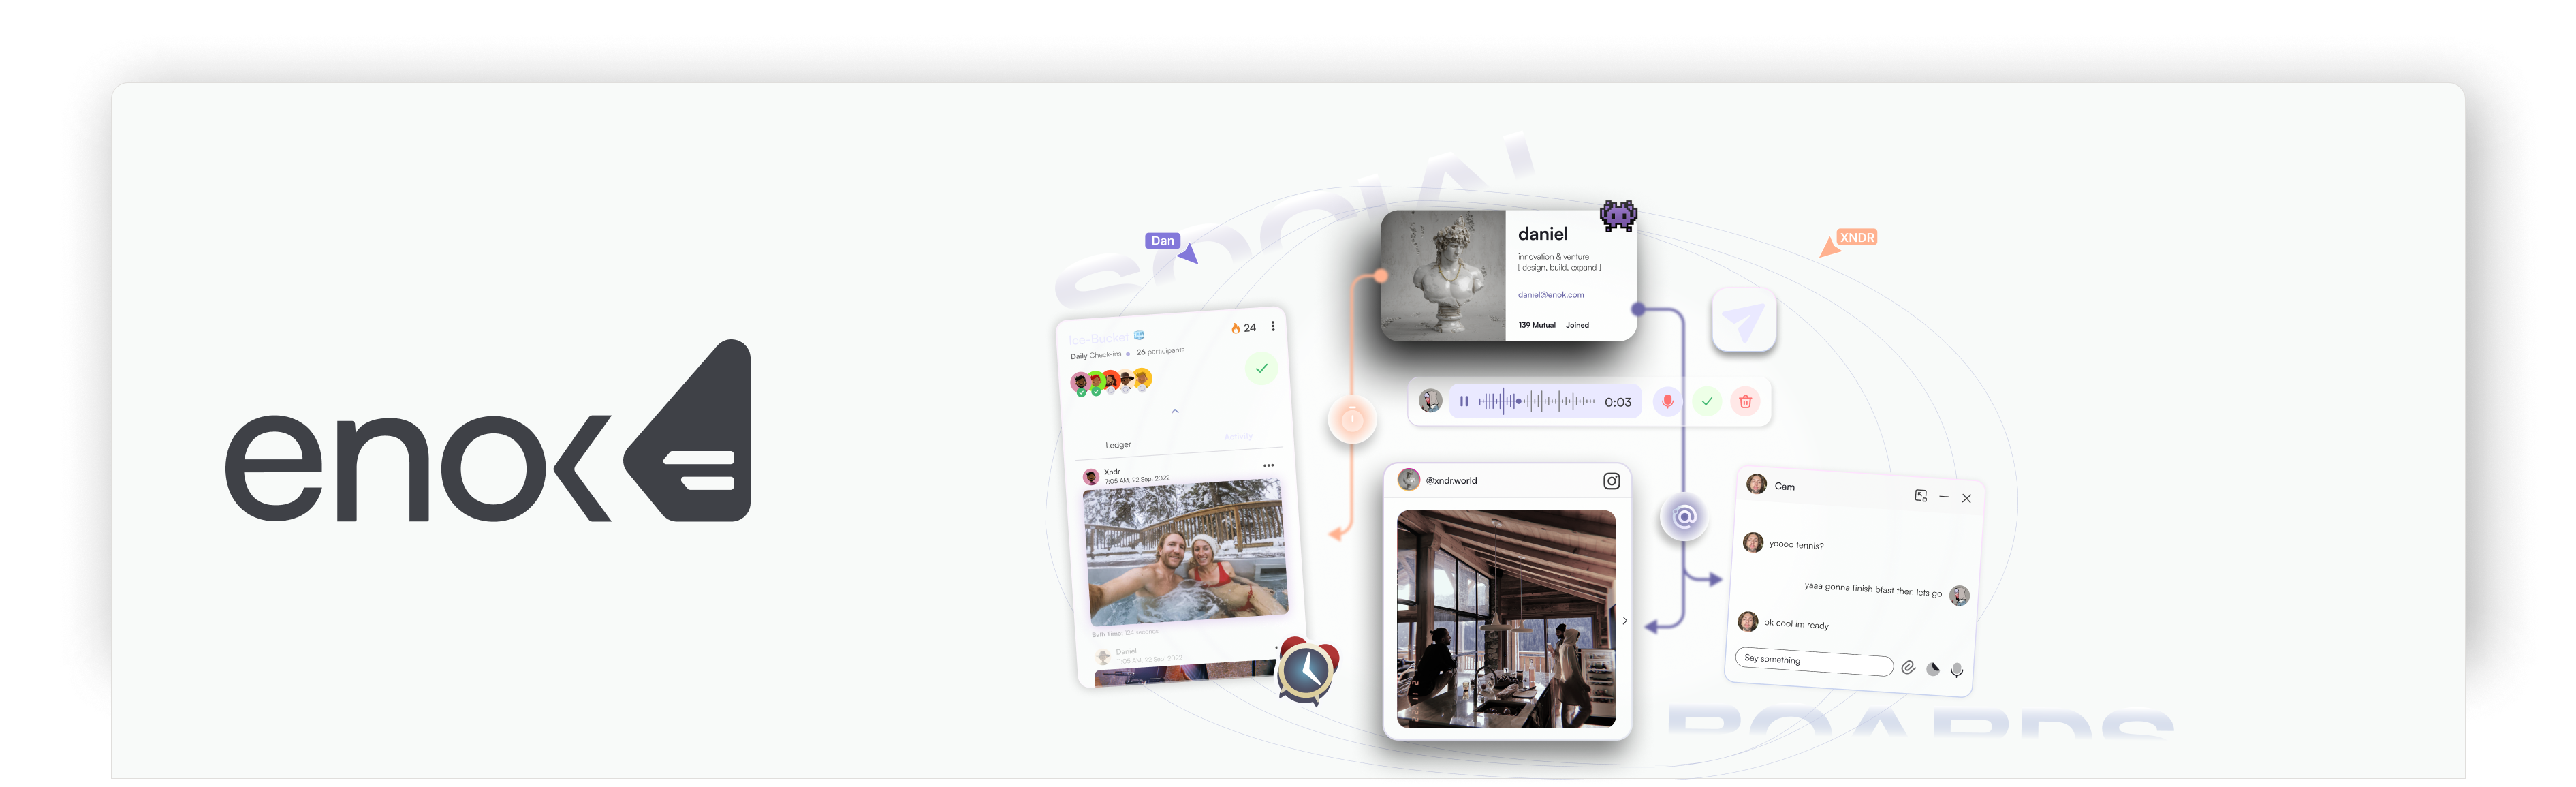 enok
SOCIAL
Dan
XNDR
daniel
innovation & venture
[ design, build, expand ]
daniel@enok.com
139 Mutual Joined
Ice-Bucket
24
Daily Check-ins 26 participants
Ledger Activity
Xndr
7:05 AM, 22 Sept 2022
Bath Time: 124 seconds
Daniel
11:05 AM, 22 Sept 2022
0:03
@xndr.world
Cam
yoooo tennis?
yaaa gonna finish bfast then lets go
ok cool im ready
Say something
BOARDS